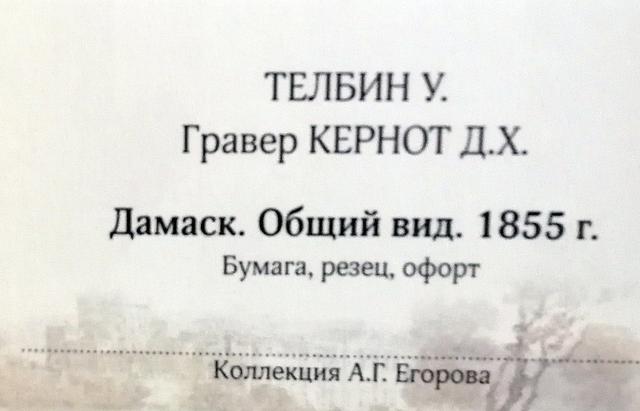 ТЕЛБИН У.
Гравер КЕРНОТ Д.Х.
Дамаск. Общий вид. 1855 г.
Бумага, резец, офорт
Коллекция А.Г. Егорова